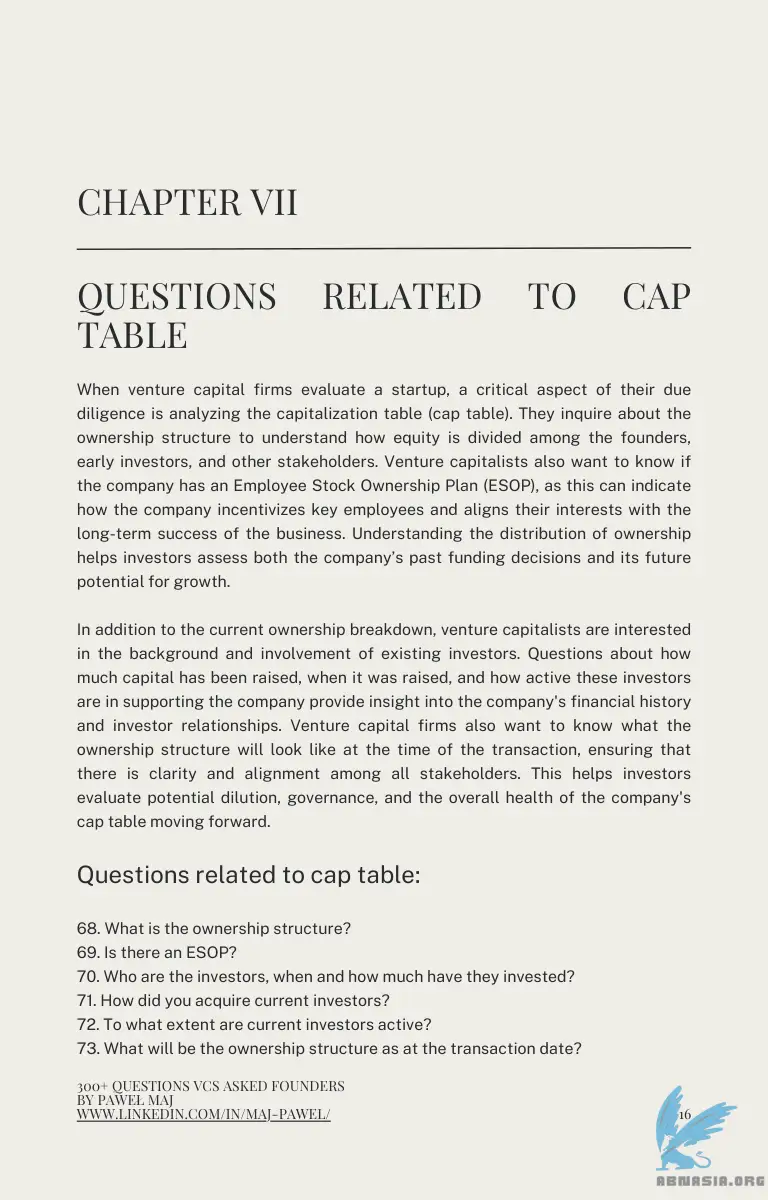 CHAPTER VII
QUESTIONS RELATED TO CAP
TABLE
When venture capital firms evaluate a startup, a critical aspect of their due
diligence is analyzing the capitalization table (cap table). They inquire about the
ownership structure to understand how equity is divided among the founders,
early investors, and other stakeholders. Venture capitalists also want to know if
the company has an Employee Stock Ownership Plan (ESOP), as this can indicate
how the company incentivizes key employees and aligns their interests with the
long-term success of the business. Understanding the distribution of ownership
helps investors assess both the company's past funding decisions and its future
potential for growth.
In addition to the current ownership breakdown, venture capitalists are interested
in the background and involvement of existing investors. Questions about how
much capital has been raised, when it was raised, and how active these investors
are in supporting the company provide insight into the company's financial history
and investor relationships. Venture capital firms also want to know what the
ownership structure will look like at the time of the transaction, ensuring that
there is clarity and alignment among all stakeholders. This helps investors
evaluate potential dilution, governance, and the overall health of the company's
cap table moving forward.
Questions related to cap table:
68. What is the ownership structure?
69. Is there an ESOP?
70. Who are the investors, when and how much have they invested?
71. How did you acquire current investors?
72. To what extent are current investors active?
73. What will be the ownership structure as at the transaction date?
300+ QUESTIONS VCS ASKED FOUNDERS
BY PAWEŁ MAJ
WWW.LINKEDIN.COM/IN/MAJ-PAWEL/
16
ABNASIA.ORG